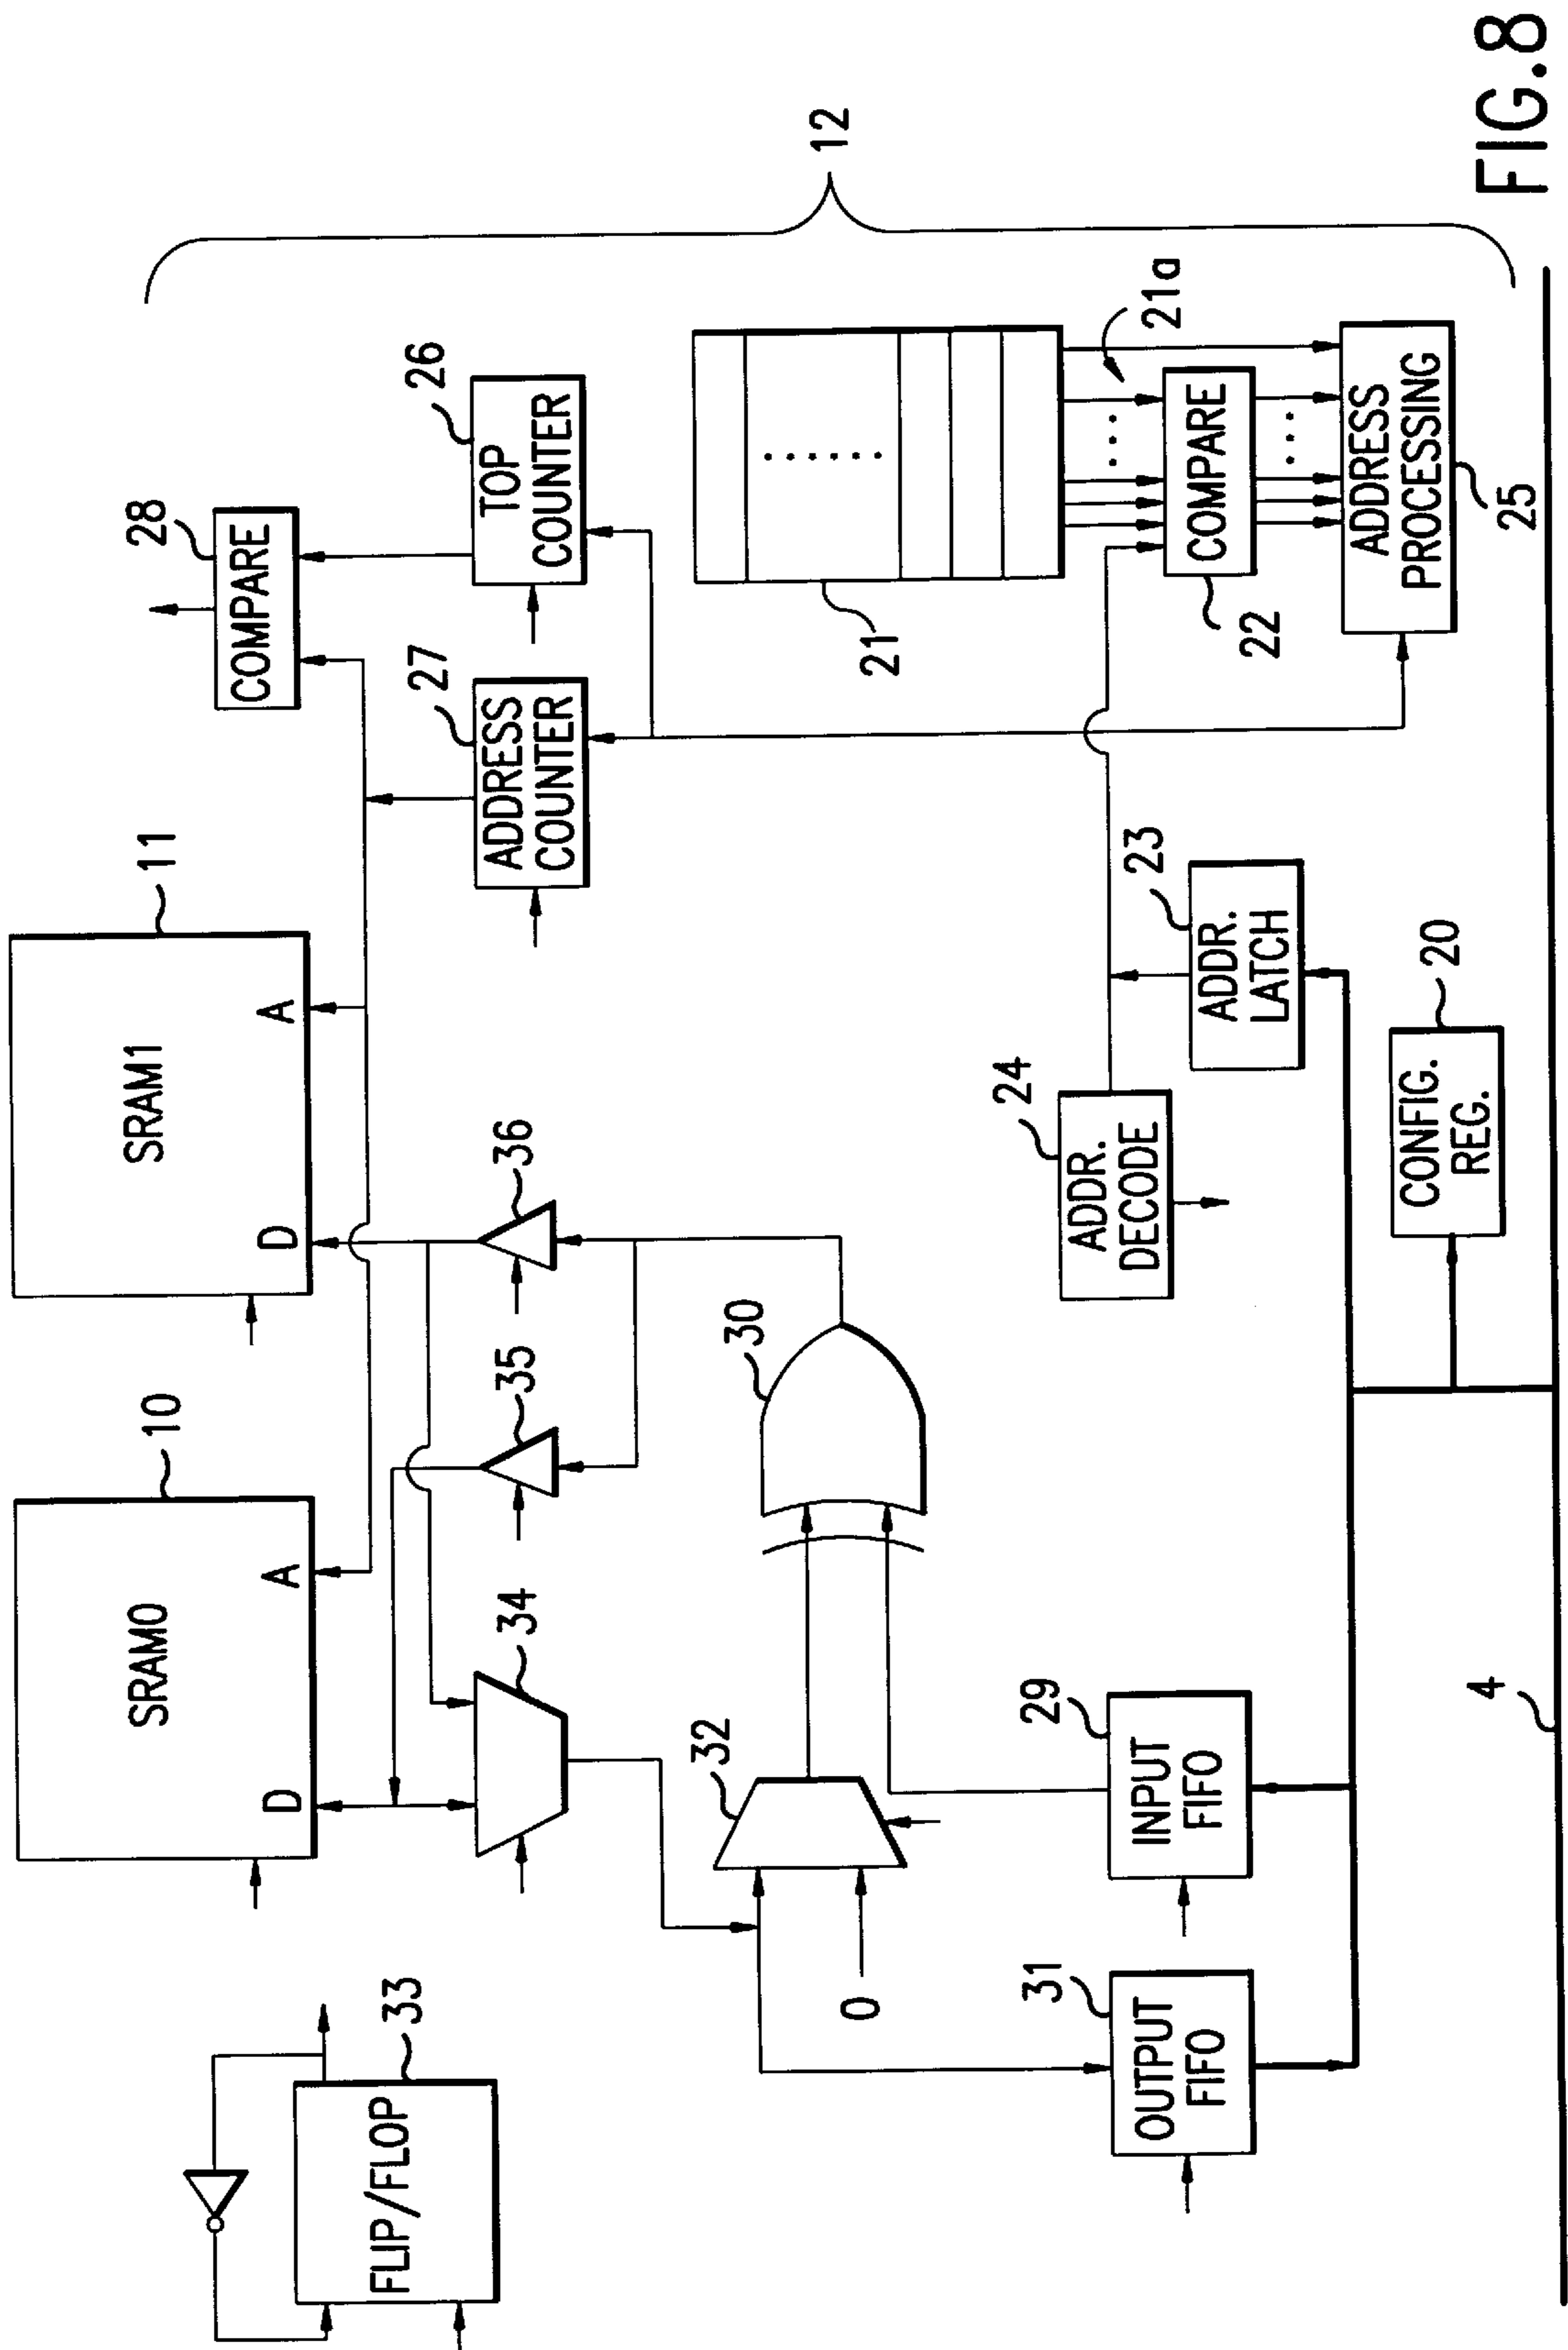 FLIP/FLOP
33
SRAM0
10
D
A
SRAM1
11
D
A
COMPARE
28
12
34
35
36
ADDRESS
COUNTER
27
TOP
COUNTER
26
32
0
30
21
21a
OUTPUT
FIFO
31
INPUT
FIFO
29
ADDR.
DECODE
24
ADDR.
LATCH
23
COMPARE
22
CONFIG.
REG.
20
ADDRESS
PROCESSING
25
4
FIG.8